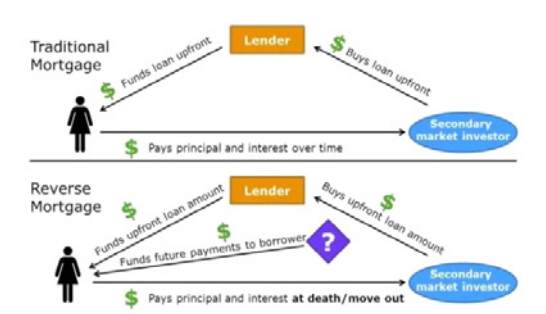 Traditional
Mortgage
Lender
$ Funds loan upfront
$ Buys loan upfront
Secondary
market investor
$ Pays principal and interest over time
Reverse
Mortgage
Lender
$
Funds upfront loan amount
$
Buys upfront loan amount
$
Funds future payments to borrower
?
Secondary
market investor
$ Pays principal and interest at death/move out